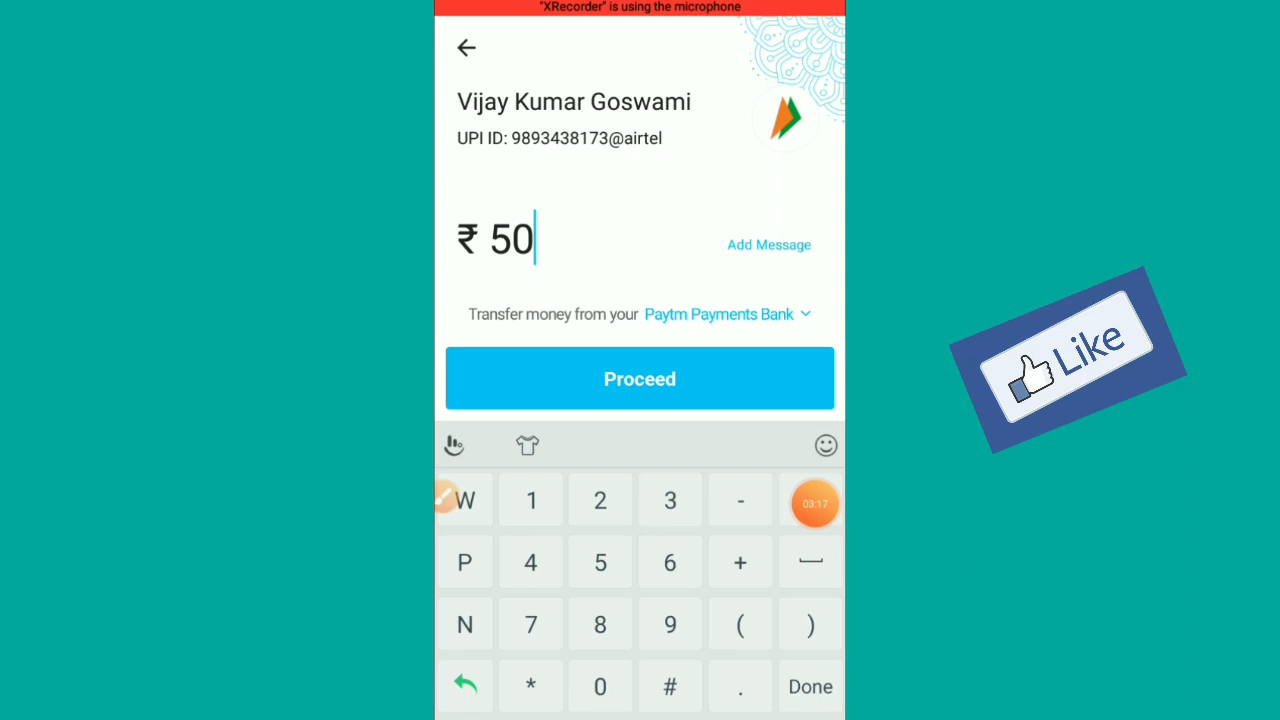 "XRecorder" is using the microphone
Vijay Kumar Goswami
UPI ID: 9893438173@airtel
₹ 50
Add Message
Transfer money from your Paytm Payments Bank
Proceed
Like
W 1 2 3 -
03:17
P 4 5 6 +
N 7 8 9 ( )
* 0 # . Done